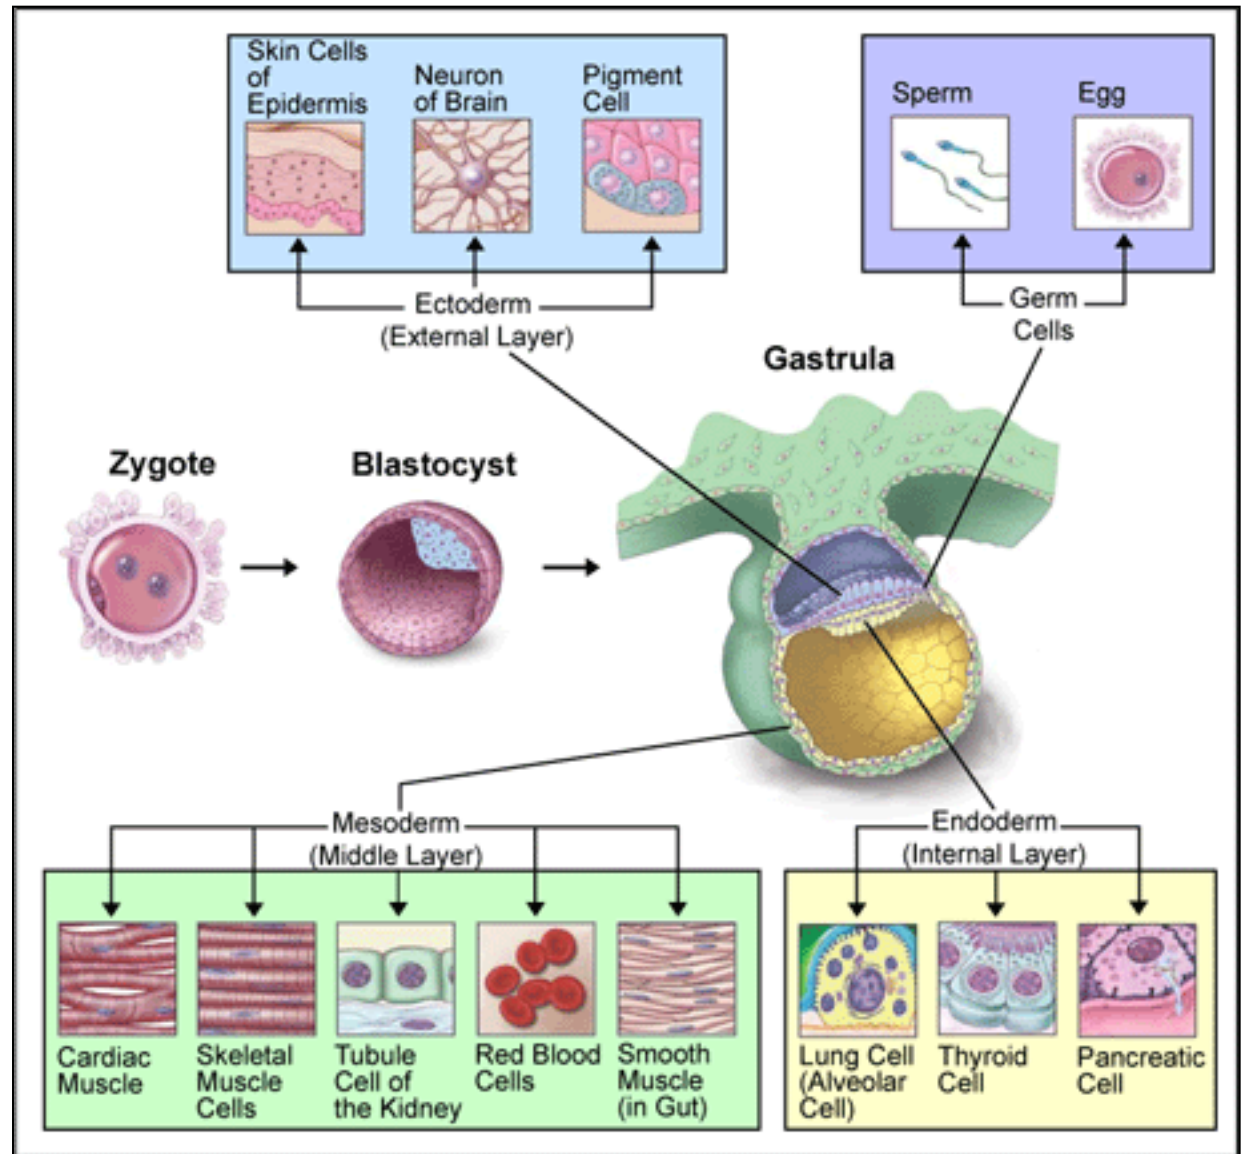 Skin Cells
of
Epidermis
Neuron
of Brain
Pigment
Cell
Sperm
Egg
Ectoderm
(External Layer)
Germ
Cells
Gastrula
Zygote
Blastocyst
Mesoderm
(Middle Layer)
Endoderm
(Internal Layer)
Cardiac
Muscle
Skeletal
Muscle
Cells
Tubule
Cell of
the Kidney
Red Blood
Cells
Smooth
Muscle
(in Gut)
Lung Cell
(Alveolar
Cell)
Thyroid
Cell
Pancreatic
Cell